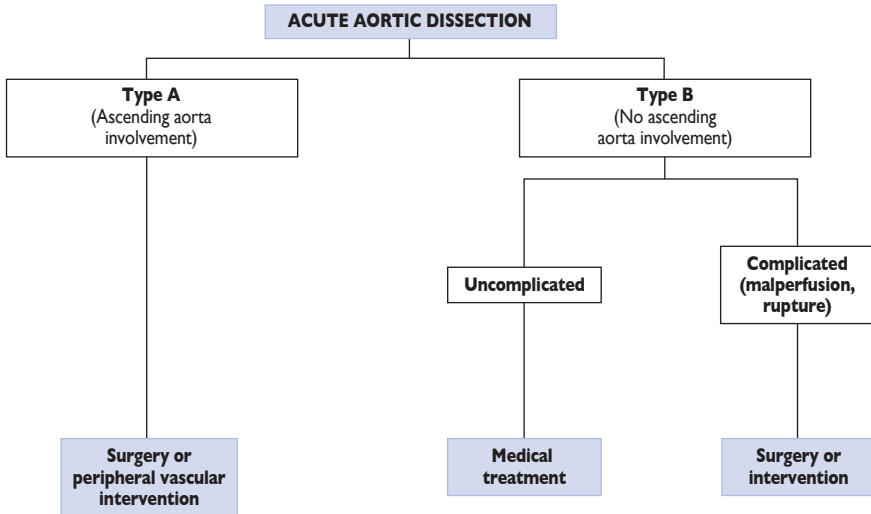 ACUTE AORTIC DISSECTION
Type A
(Ascending aorta
involvement)
Type B
(No ascending
aorta involvement)
Uncomplicated
Complicated
(malperfusion,
rupture)
Surgery or
peripheral vascular
intervention
Medical
treatment
Surgery or
intervention